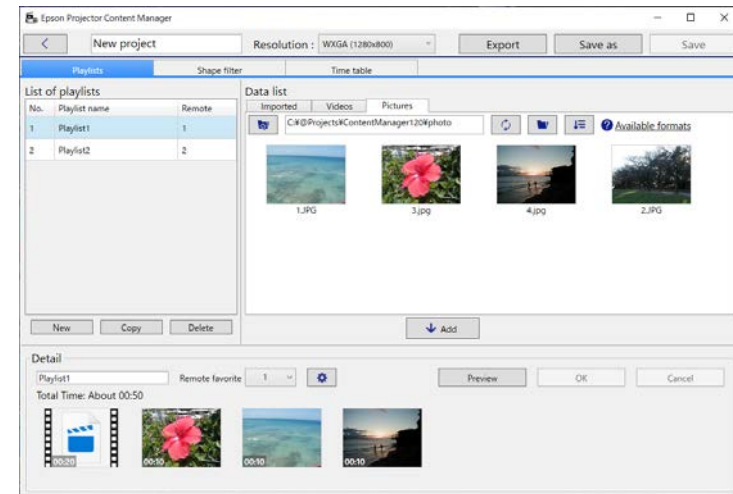 Epson Projector Content Manager
New project Resolution : WXGA (1280x800) Export Save as Save
Playlists Shape filter Time table
List of playlists Data list
No. Playlist name Remote Imported Videos Pictures
C:¥@Projects¥ContentManager120¥photo Available formats
1 Playlist1 1
2 Playlist2 2
1.JPG 3.jpg 4.jpg 2.JPG
New Copy Delete Add
Detail
Playlist1 Remote favorite 1 Preview OK Cancel
Total Time: About 00:50
00:20 00:10 00:10 00:10